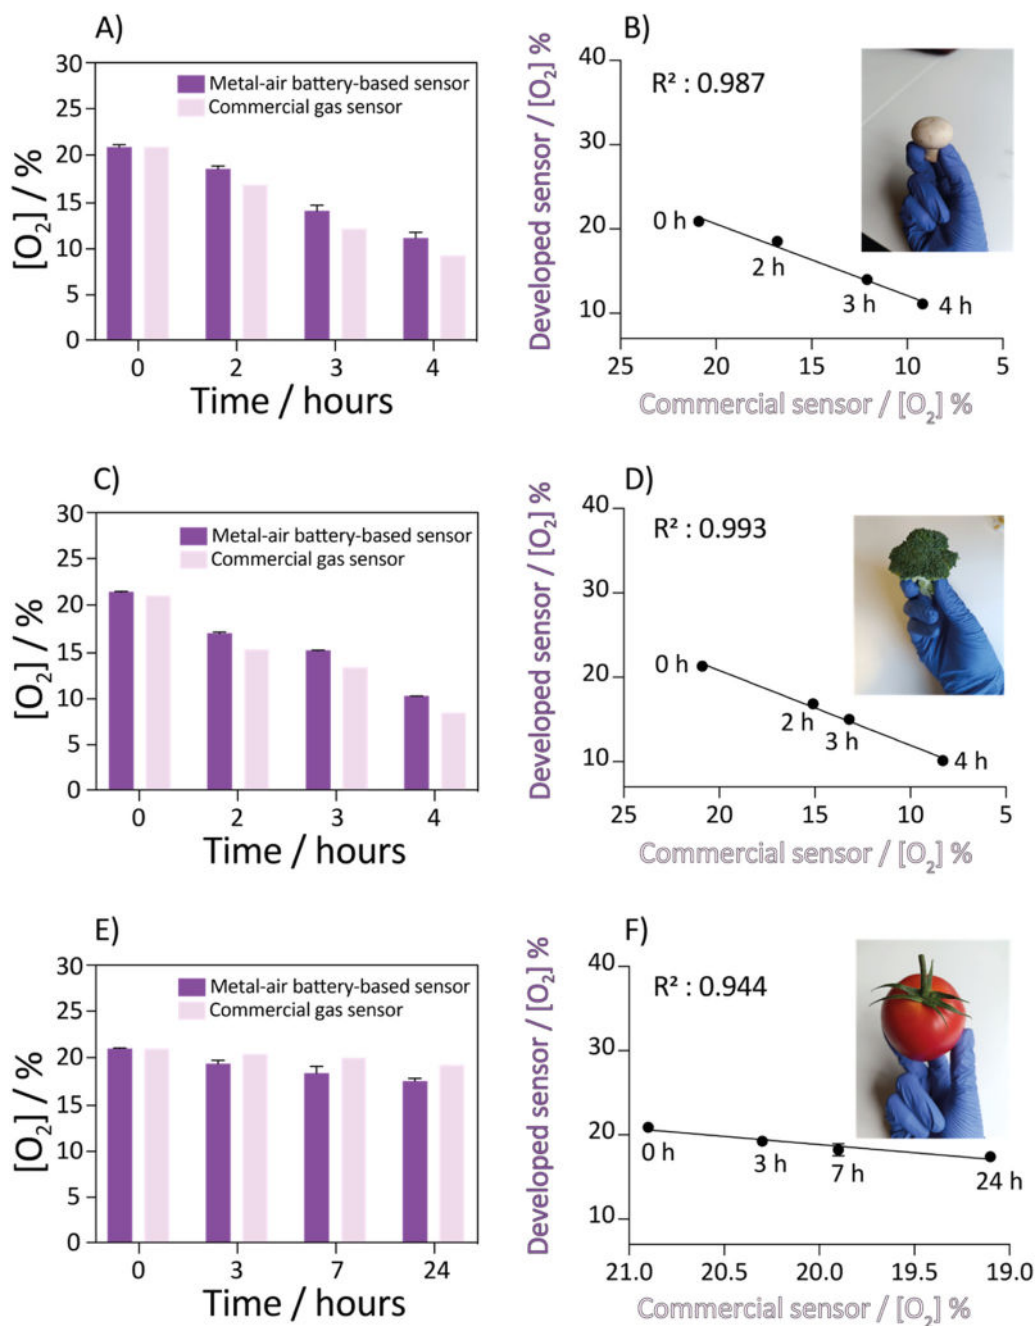 A)
[O₂] / %
30
25
20
15
10
5
0
Metal-air battery-based sensor
Commercial gas sensor
0 2 3 4
Time / hours
B)
Developed sensor / [O₂] %
40
30
20
10
R² : 0.987
0 h
2 h
3 h
4 h
25 20 15 10 5
Commercial sensor / [O₂] %
C)
[O₂] / %
30
25
20
15
10
5
0
Metal-air battery-based sensor
Commercial gas sensor
0 2 3 4
Time / hours
D)
Developed sensor / [O₂] %
40
30
20
10
R² : 0.993
0 h
2 h
3 h
4 h
25 20 15 10 5
Commercial sensor / [O₂] %
E)
[O₂] / %
30
25
20
15
10
5
0
Metal-air battery-based sensor
Commercial gas sensor
0 3 7 24
Time / hours
F)
Developed sensor / [O₂] %
40
30
20
10
R² : 0.944
0 h
3 h
7 h
24 h
21.0 20.5 20.0 19.5 19.0
Commercial sensor / [O₂] %